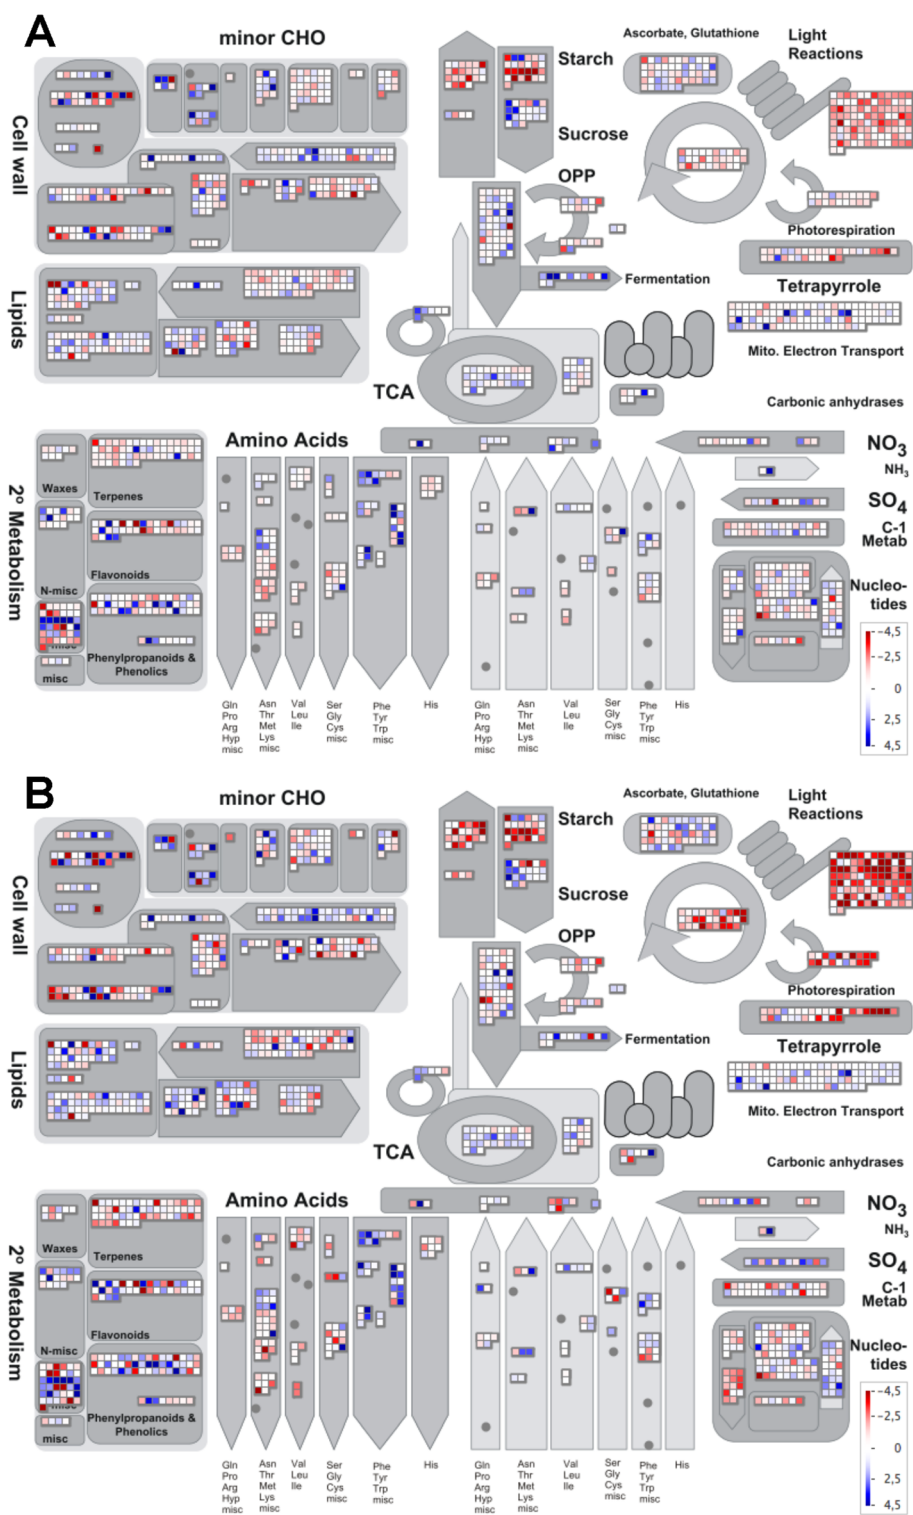 A
minor CHO
Starch
Sucrose
OPP
Ascorbate, Glutathione
Light
Reactions
Cell wall
Photorespiration
Fermentation
Tetrapyrrole
Lipids
Mito. Electron Transport
TCA
Carbonic anhydrases
Amino Acids
NO3
NH3
SO4
C-1
Metab
2º Metabolism
Waxes
Terpenes
N-misc
Flavonoids
misc
Phenylpropanoids &
Phenolics
Nucleo-
tides
-4,5
-2,5
0
2,5
4,5
Gln
Pro
Arg
Hyp
misc
Asn
Thr
Met
Lys
misc
Val
Leu
Ile
Ser
Gly
Cys
misc
Phe
Tyr
Trp
misc
His
Gln
Pro
Arg
Hyp
misc
Asn
Thr
Met
Lys
misc
Val
Leu
Ile
Ser
Gly
Cys
misc
Phe
Tyr
Trp
misc
His
B
minor CHO
Starch
Sucrose
OPP
Ascorbate, Glutathione
Light
Reactions
Cell wall
Photorespiration
Fermentation
Tetrapyrrole
Lipids
Mito. Electron Transport
TCA
Carbonic anhydrases
Amino Acids
NO3
NH3
SO4
C-1
Metab
2º Metabolism
Waxes
Terpenes
N-misc
Flavonoids
misc
Phenylpropanoids &
Phenolics
Nucleo-
tides
-4,5
-2,5
0
2,5
4,5
Gln
Pro
Arg
Hyp
misc
Asn
Thr
Met
Lys
misc
Val
Leu
Ile
Ser
Gly
Cys
misc
Phe
Tyr
Trp
misc
His
Gln
Pro
Arg
Hyp
misc
Asn
Thr
Met
Lys
misc
Val
Leu
Ile
Ser
Gly
Cys
misc
Phe
Tyr
Trp
misc
His